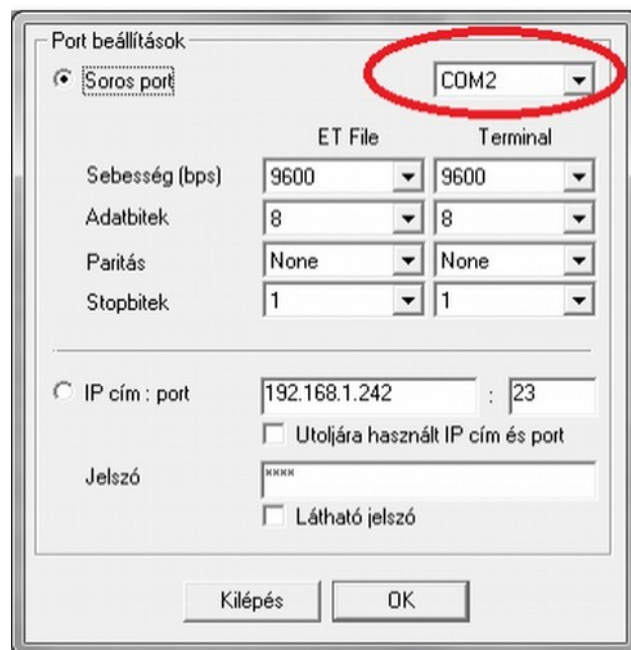 Port beállítások
Soros port COM2
ET File Terminal
Sebesség (bps) 9600 9600
Adatbitek 8 8
Paritás None None
Stopbitek 1 1
IP cím : port 192.168.1.242 : 23
Utoljára használt IP cím és port
Jelszó ****
Látható jelszó
Kilépés OK